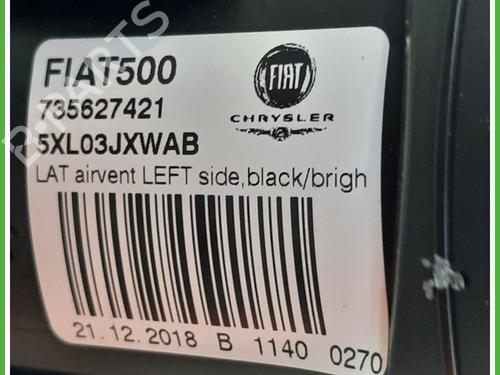 FIAT500
FIAT
735627421
CHRYSLER
5XL03JXWAB
LAT airvent LEFT side,black/brigh
21.12.2018 B 1140 0270